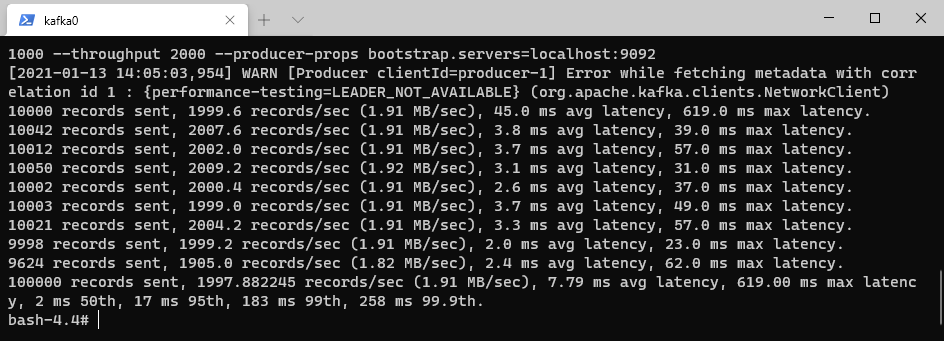 kafka0
1000 --throughput 2000 --producer-props bootstrap.servers=localhost:9092
[2021-01-13 14:05:03,954] WARN [Producer clientId=producer-1] Error while fetching metadata with corr
elation id 1 : {performance-testing=LEADER_NOT_AVAILABLE} (org.apache.kafka.clients.NetworkClient)
10000 records sent, 1999.6 records/sec (1.91 MB/sec), 45.0 ms avg latency, 619.0 ms max latency.
10042 records sent, 2007.6 records/sec (1.91 MB/sec), 3.8 ms avg latency, 39.0 ms max latency.
10012 records sent, 2002.0 records/sec (1.91 MB/sec), 3.7 ms avg latency, 57.0 ms max latency.
10050 records sent, 2009.2 records/sec (1.92 MB/sec), 3.1 ms avg latency, 31.0 ms max latency.
10002 records sent, 2000.4 records/sec (1.91 MB/sec), 2.6 ms avg latency, 37.0 ms max latency.
10003 records sent, 1999.0 records/sec (1.91 MB/sec), 3.7 ms avg latency, 49.0 ms max latency.
10021 records sent, 2004.2 records/sec (1.91 MB/sec), 3.3 ms avg latency, 57.0 ms max latency.
9998 records sent, 1999.2 records/sec (1.91 MB/sec), 2.0 ms avg latency, 23.0 ms max latency.
9624 records sent, 1905.0 records/sec (1.82 MB/sec), 2.4 ms avg latency, 62.0 ms max latency.
100000 records sent, 1997.882245 records/sec (1.91 MB/sec), 7.79 ms avg latency, 619.00 ms max latenc
y, 2 ms 50th, 17 ms 95th, 183 ms 99th, 258 ms 99.9th.
bash-4.4#